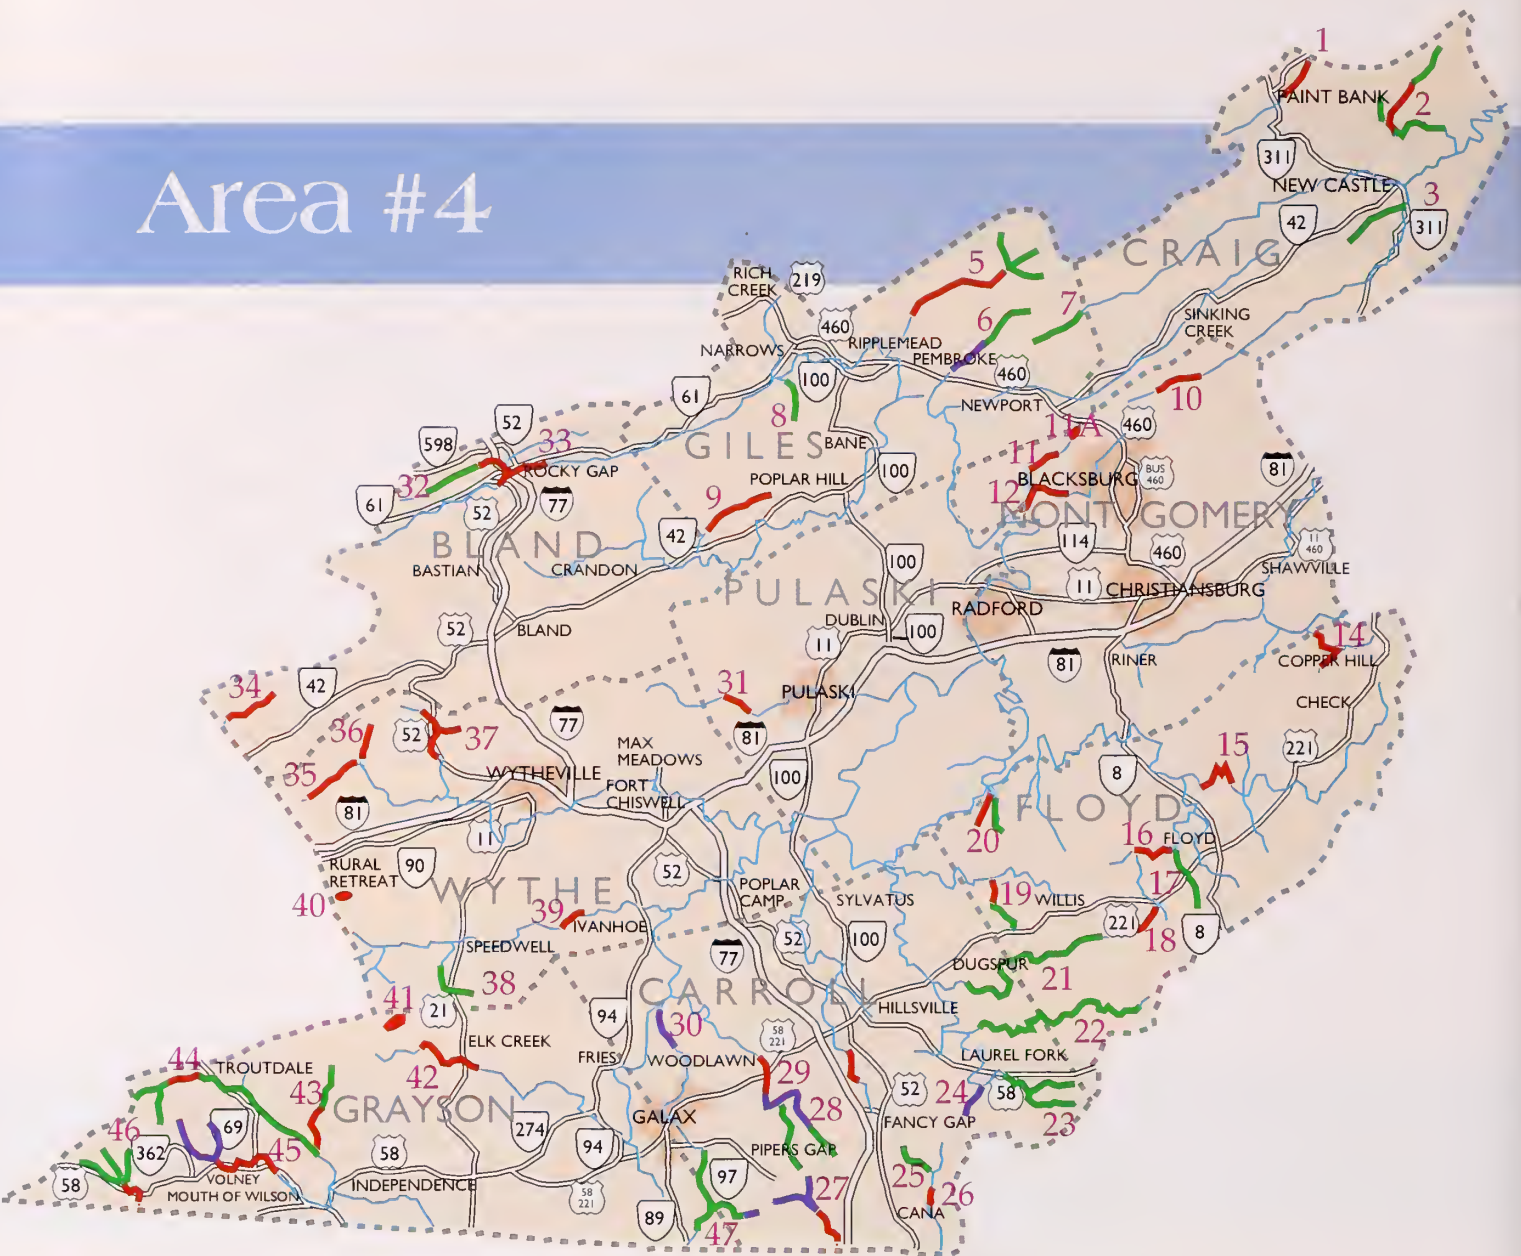 Area #4
1
PAINT BANK
2
311
NEW CASTLE
3
42
311
CRAIG
5
RICH
CREEK
219
7
6
SINKING
CREEK
460
RIPPLEMEAD
NARROWS
PEMBROKE
460
100
61
10
NEWPORT
8
52
11A
460
598
33
GILES
BANE
11
ROCKY GAP
100
BUS
460
81
32
POPLAR HILL
BLACKSBURG
9
12
61
52
77
MONTGOMERY
42
114
BLAND
460
11
460
100
BASTIAN
CRANDON
SHAWVILLE
PULASKI
11
CHRISTIANSBURG
RADFORD
52
BLAND
DUBLIN
100
11
14
81
RINER
COPPER HILL
34
42
31
PULASKI
CHECK
36
52
37
77
81
MAX
MEADOWS
15
221
35
WYTHEVILLE
100
8
FORT
CHISWELL
81
FLOYD
11
20
16
FLOYD
RURAL
RETREAT
90
52
17
WYTHE
POPLAR
CAMP
SYLVATUS
19
WILLIS
40
39
IVANHOE
221
18
8
SPEEDWELL
52
100
77
DUGSPUR
21
38
CARROLL
41
21
94
HILLSVILLE
30
22
58
221
ELK CREEK
44
TROUTDALE
42
FRIES
WOODLAWN
LAUREL FORK
29
43
52
24
58
GRAYSON
28
69
274
GALAX
FANCY GAP
23
46
362
45
58
94
PIPERS GAP
58
VOLNEY
97
25
MOUTH OF WILSON
INDEPENDENCE
58
221
27
26
89
CANA
47